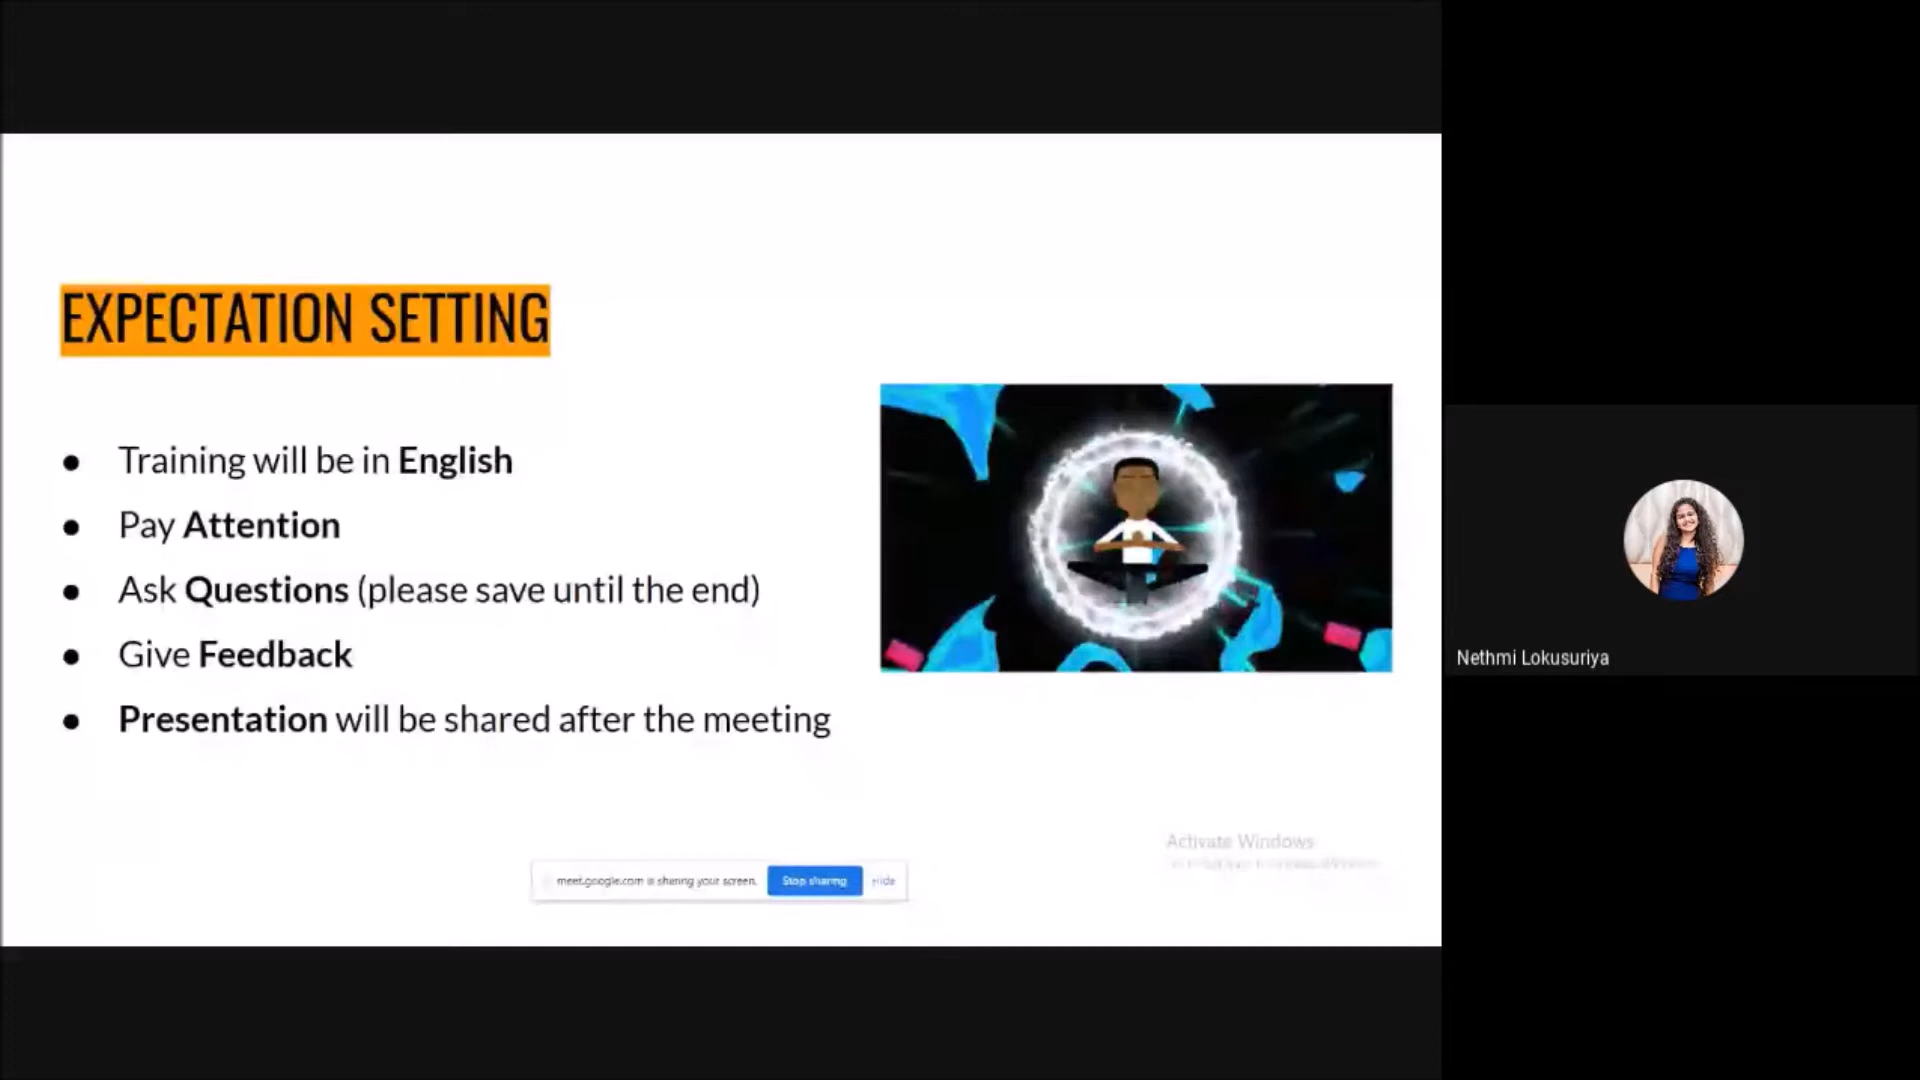 EXPECTATION SETTING
● Training will be in English
● Pay Attention
● Ask Questions (please save until the end)
● Give Feedback
● Presentation will be shared after the meeting
Nethmi Lokusuriya
Activate Windows
meet.google.com is sharing your screen. Stop sharing Hide